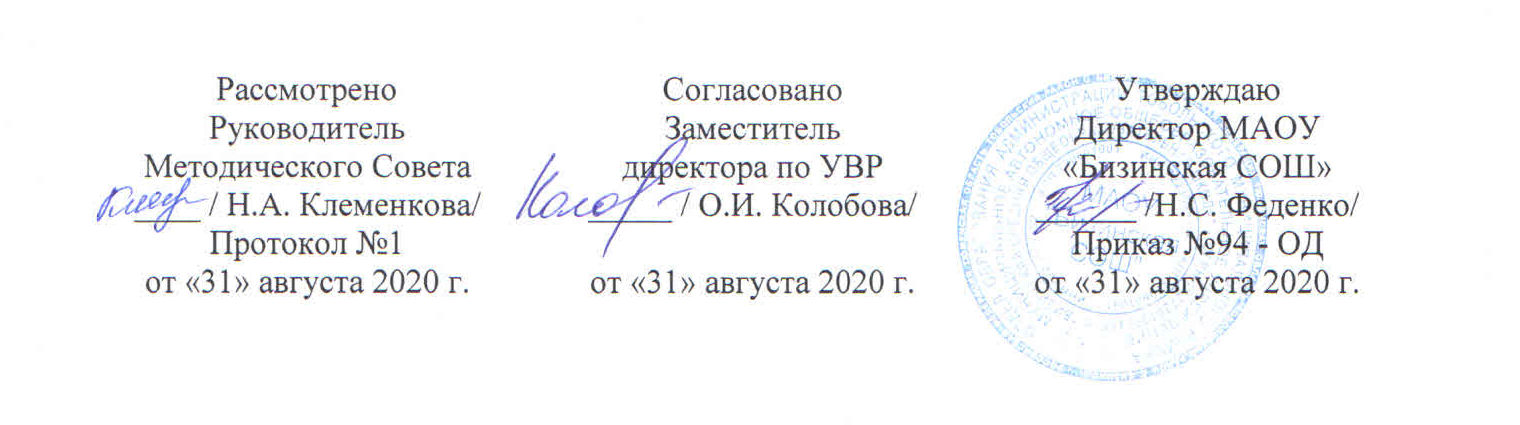 Рассмотрено
Руководитель
Методического Совета
/ Н.А. Клеменкова/
Протокол №1
от «31» августа 2020 г.
Согласовано
Заместитель
директора по УВР
/ О.И. Колобова/
от «31» августа 2020 г.
Утверждаю
Директор МАОУ
«Бизинская СОШ»
/Н.С. Феденко/
Приказ №94 - ОД
от «31» августа 2020 г.